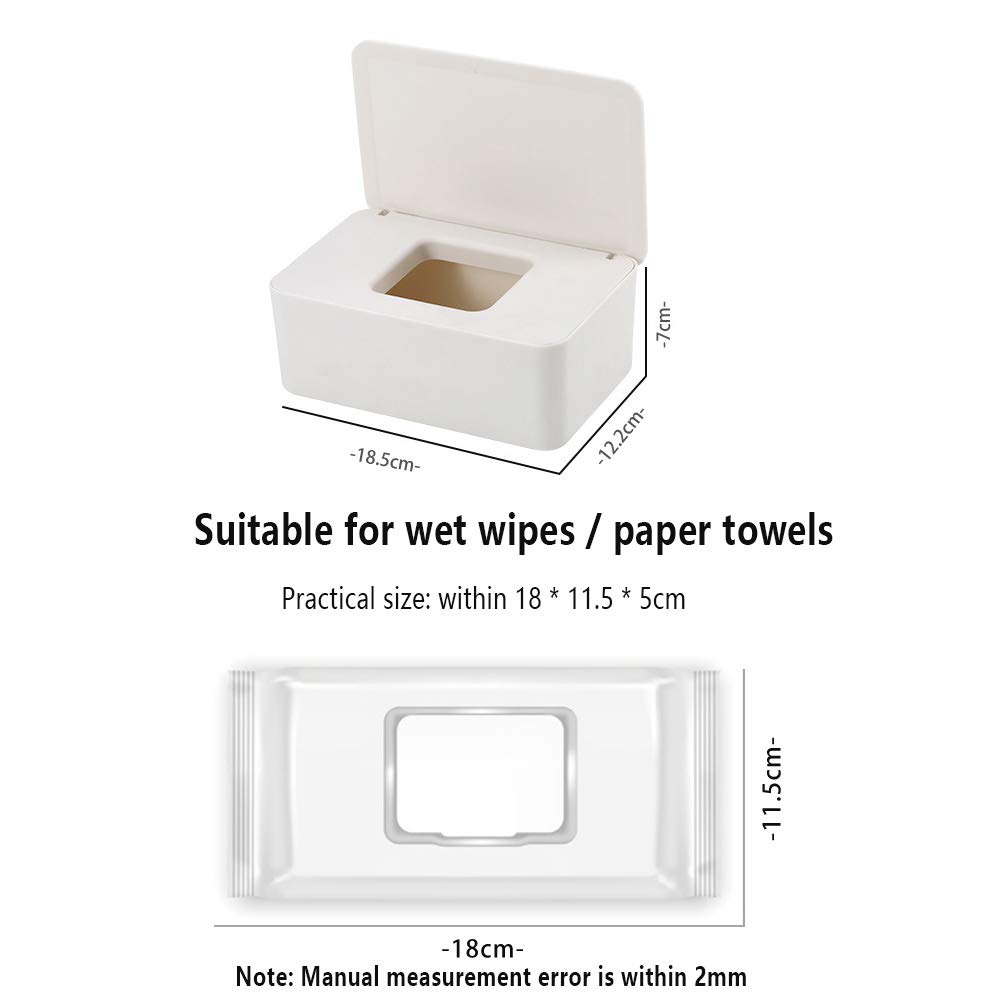 -7cm-
-12.2cm-
-18.5cm-
Suitable for wet wipes / paper towels
Practical size: within 18 * 11.5 * 5cm
-11.5cm-
-18cm-
Note: Manual measurement error is within 2mm